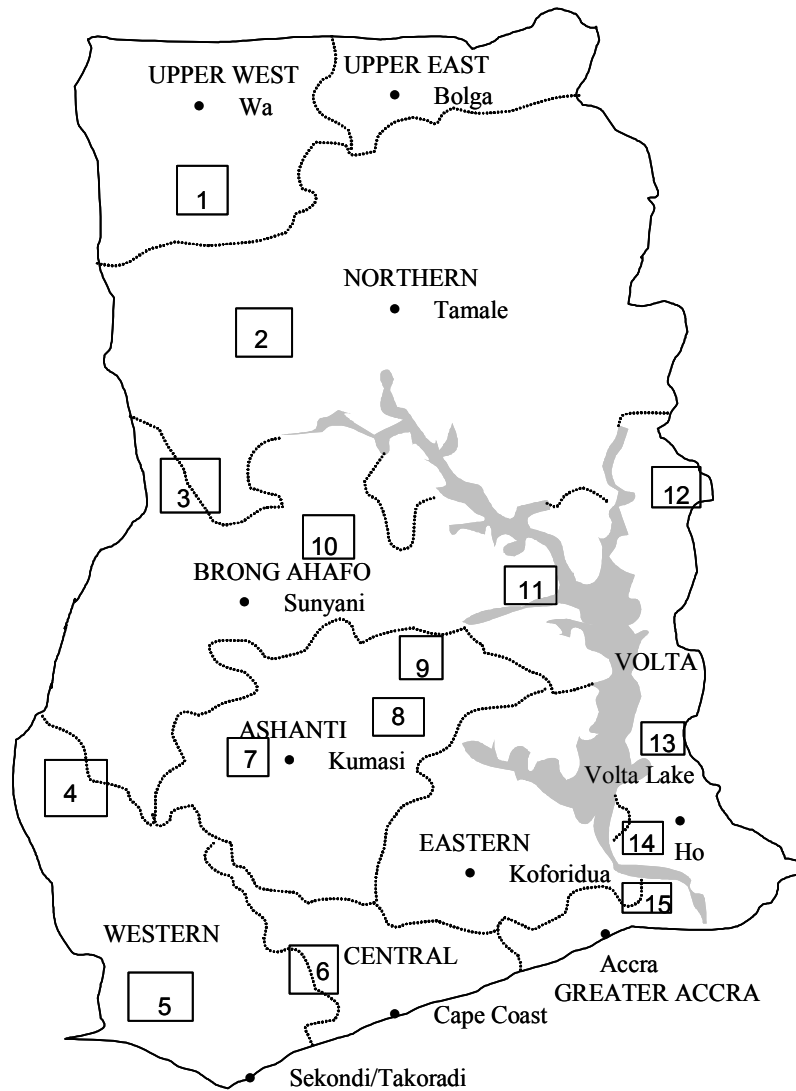 UPPER WEST
UPPER EAST
Wa
Bolga
1
NORTHERN
Tamale
2
3
12
10
BRONG AHAFO
11
Sunyani
9
VOLTA
8
ASHANTI
7
Kumasi
13
4
Volta Lake
14
EASTERN
Ho
Koforidua
15
WESTERN
CENTRAL
6
Accra
5
GREATER ACCRA
Cape Coast
Sekondi/Takoradi